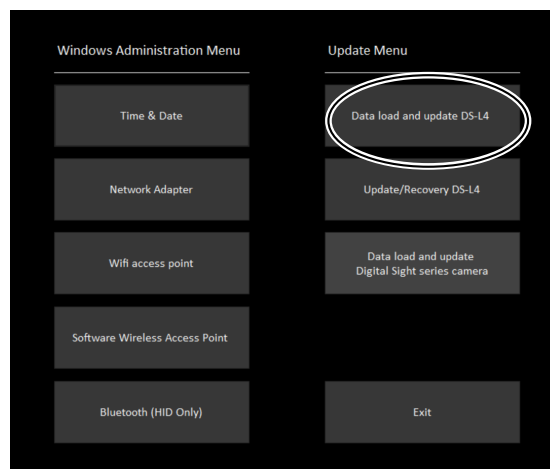 Windows Administration Menu
Update Menu
Time & Date
Data load and update DS-L4
Network Adapter
Update/Recovery DS-L4
Wifi access point
Data load and update
Digital Sight series camera
Software Wireless Access Point
Bluetooth (HID Only)
Exit